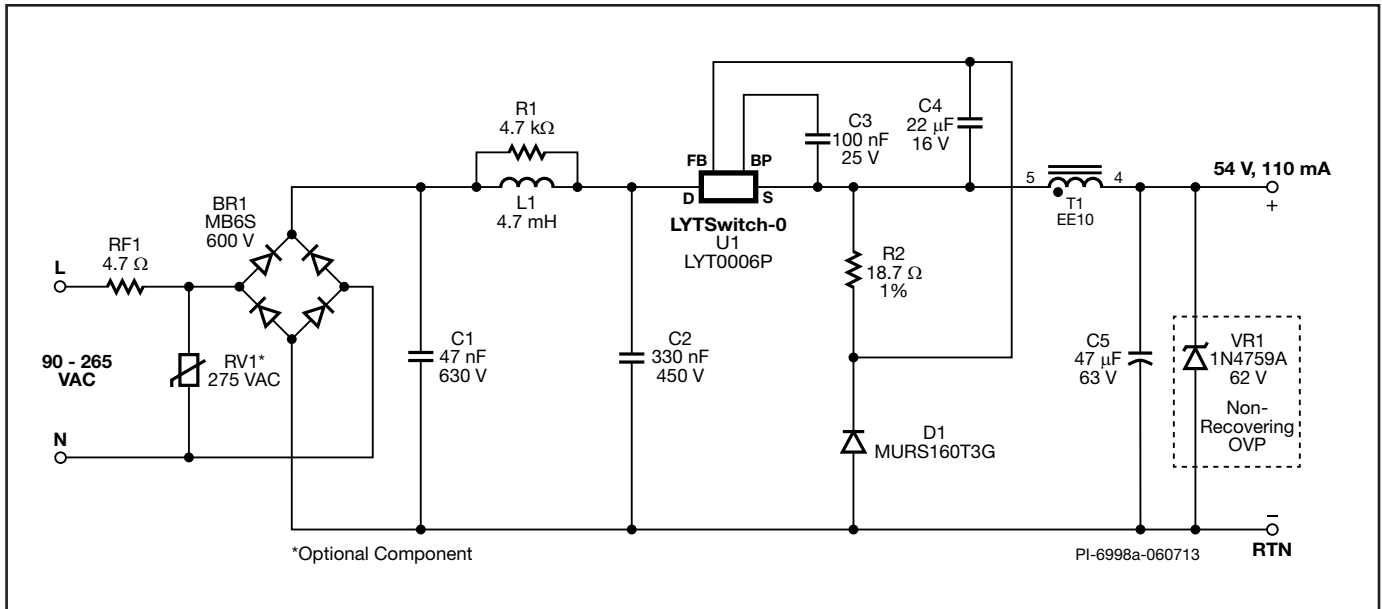 R1
4.7 kΩ
L1
4.7 mH
BR1
MB6S
600 V
RF1
4.7 Ω
L
90 - 265
VAC
RV1*
275 VAC
N
C1
47 nF
630 V
C2
330 nF
450 V
FB
BP
D
S
LYTSwitch-0
U1
LYT0006P
C3
100 nF
25 V
C4
22 μF
16 V
R2
18.7 Ω
1%
D1
MURS160T3G
5
4
T1
EE10
54 V, 110 mA
+
C5
47 μF
63 V
VR1
1N4759A
62 V
Non-
Recovering
OVP
–
RTN
*Optional Component
PI-6998a-060713